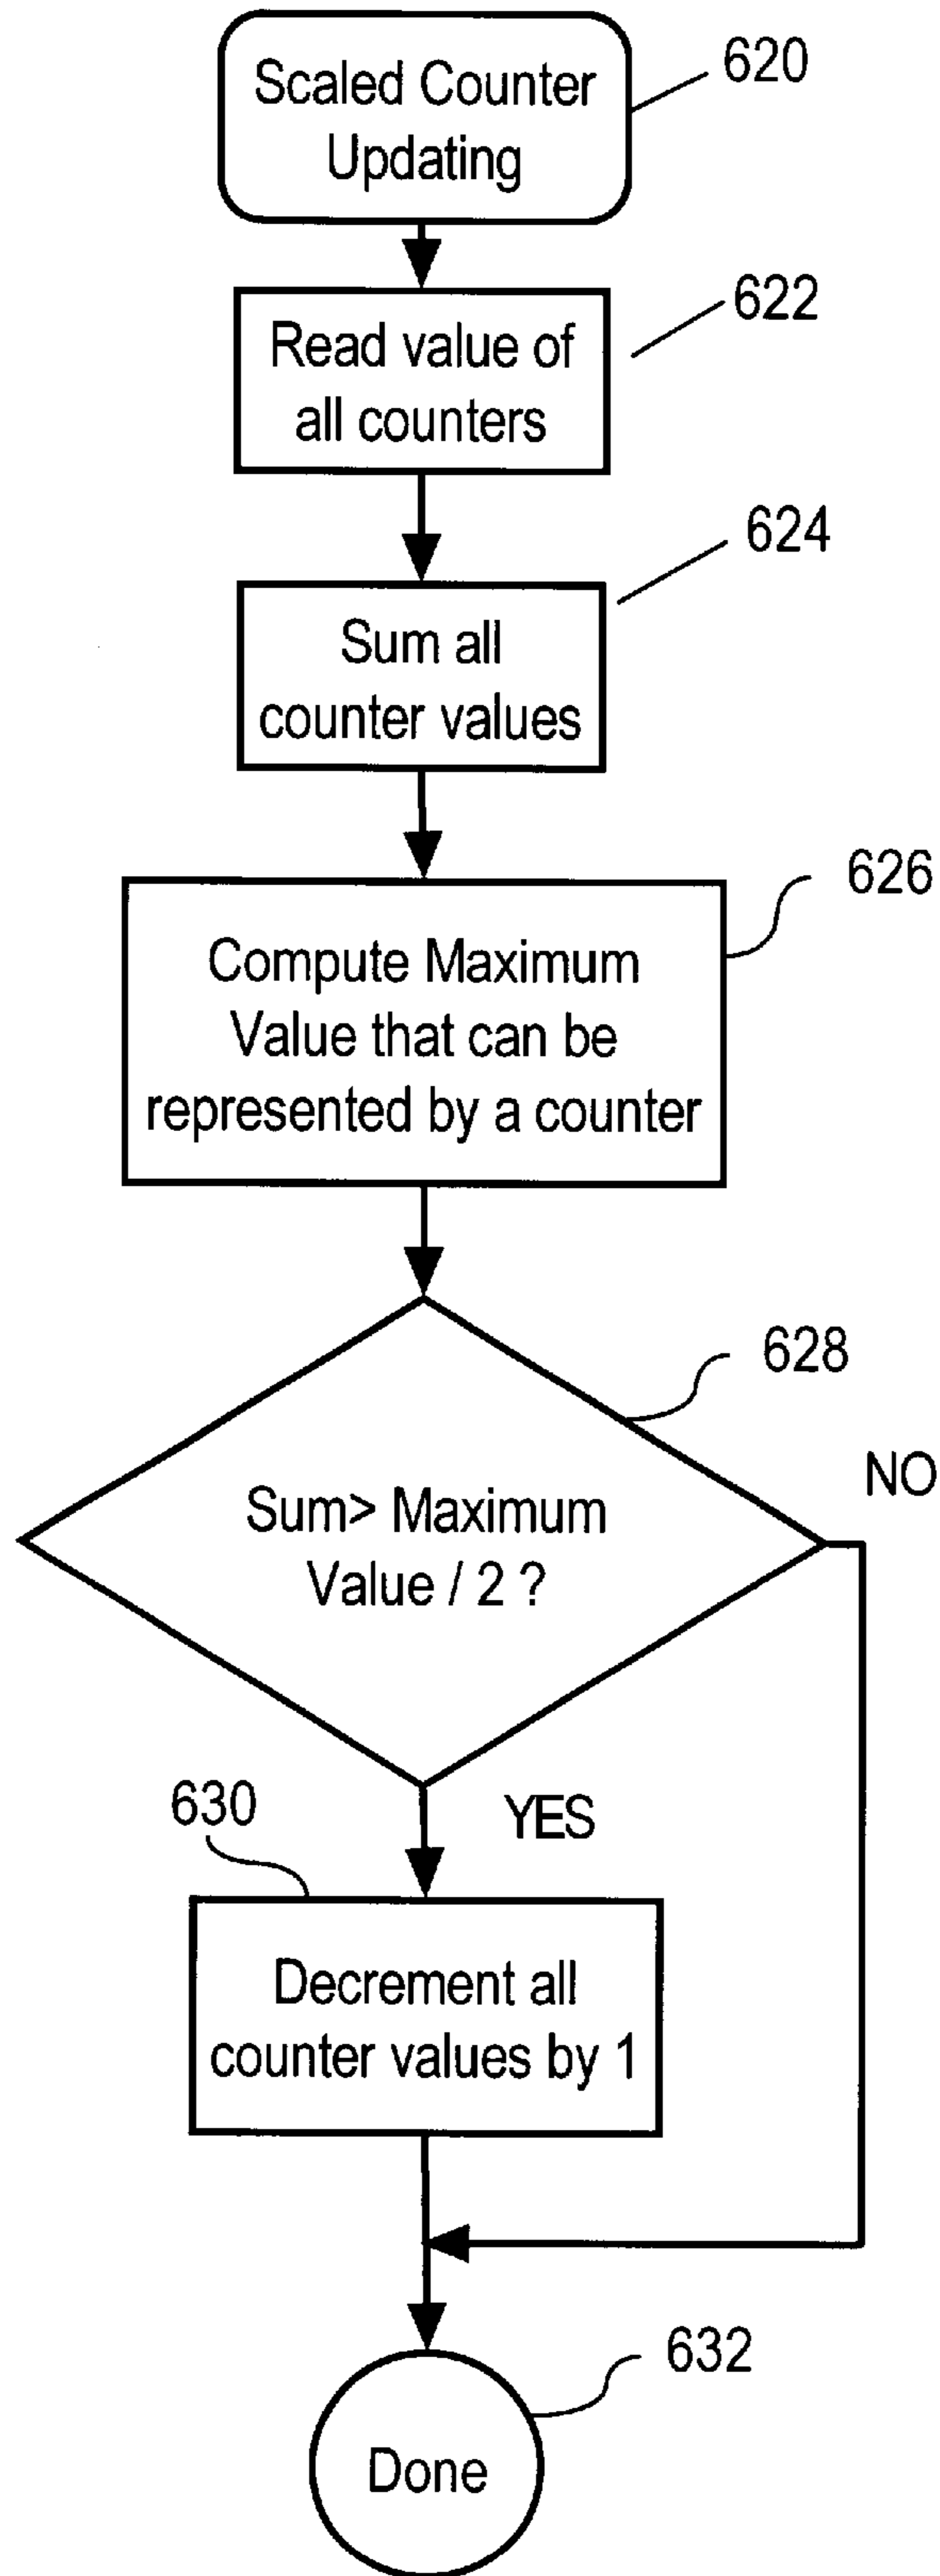 Scaled Counter
Updating
620
Read value of
all counters
622
Sum all
counter values
624
Compute Maximum
Value that can be
represented by a counter
626
Sum> Maximum
Value / 2 ?
628
NO
YES
630
Decrement all
counter values by 1
Done
632